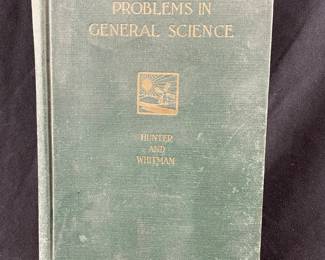 PROBLEMS IN
GENERAL SCIENCE
HUNTER
AND
WHITMAN